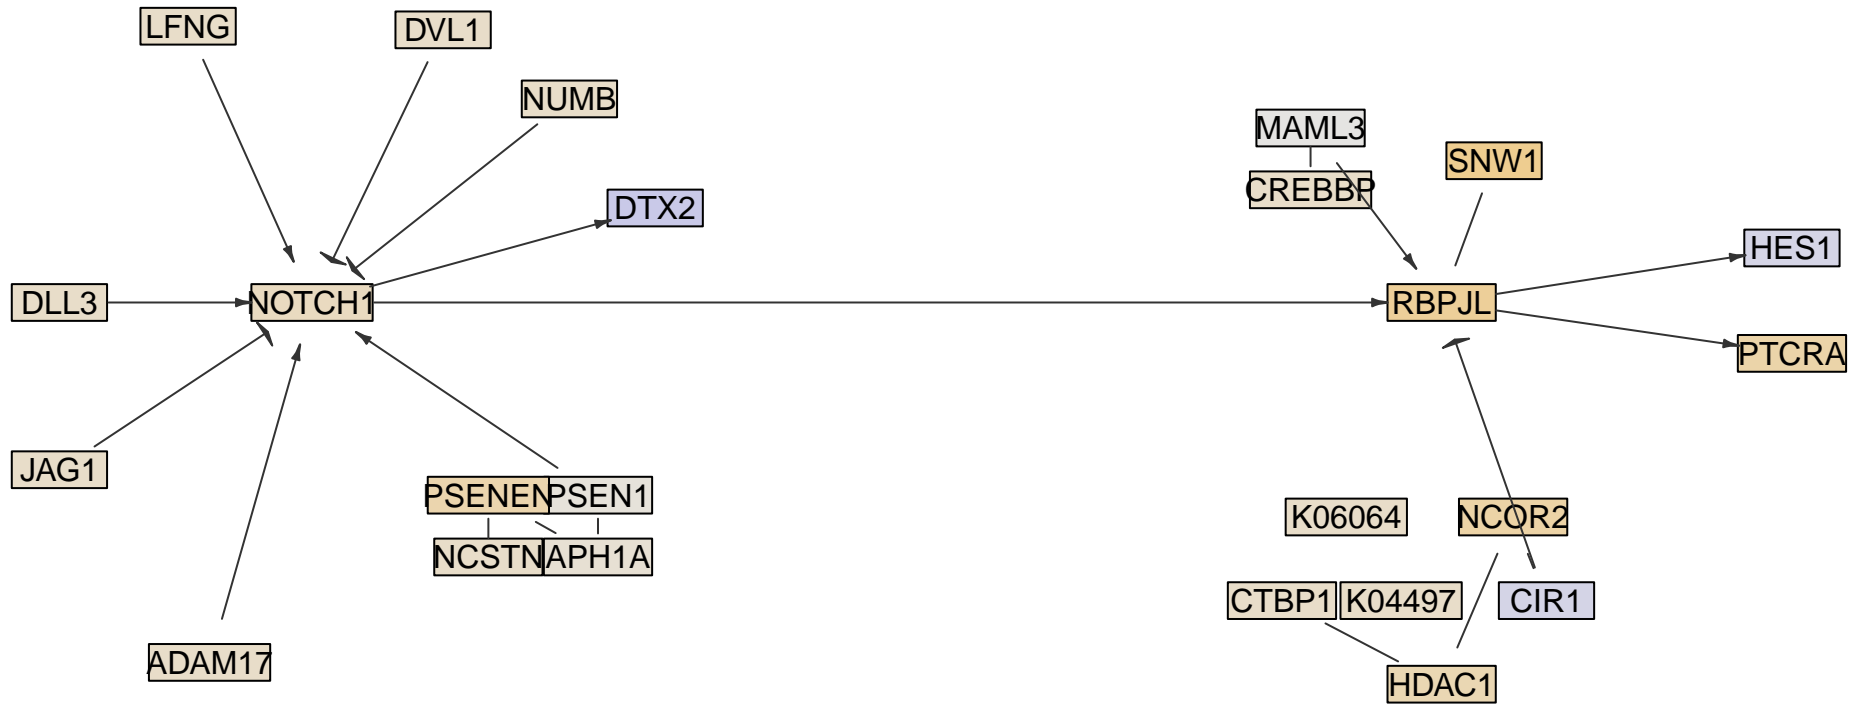 LFNG
DVL1
NUMB
MAML3
SNW1
CREBBP
DTX2
HES1
DLL3
NOTCH1
RBPJL
PTCRA
JAG1
PSENEN
PSEN1
K06064
NCOR2
NCSTN
APH1A
CTBP1
K04497
CIR1
ADAM17
HDAC1